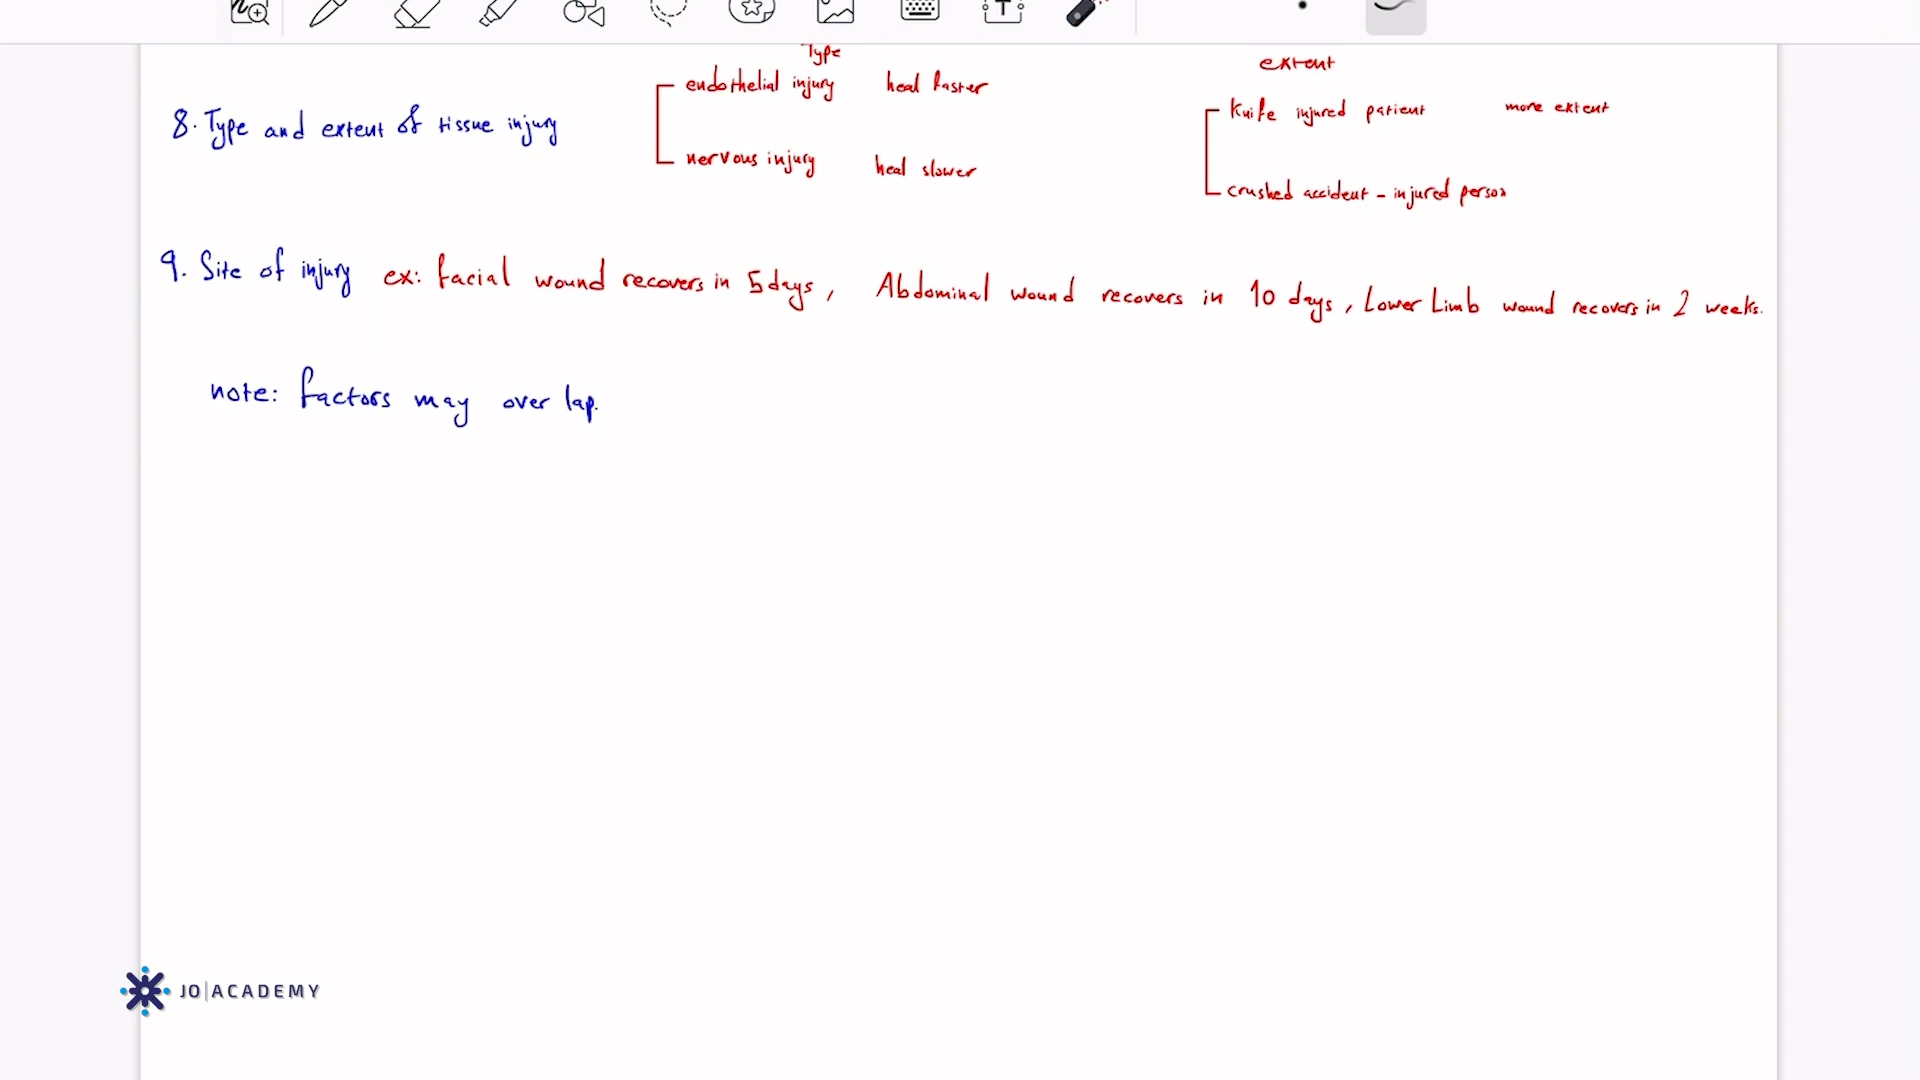 Type
extent
endothelial injury heal faster
Knife injured patient more extent
8. Type and extent of tissue injury
nervous injury heal slower
crushed accident - injured person
9. Site of injury ex: facial wound recovers in 5 days, Abdominal wound recovers in 10 days, Lower Limb wound recovers in 2 weeks.
note: factors may over lap.
JO|ACADEMY